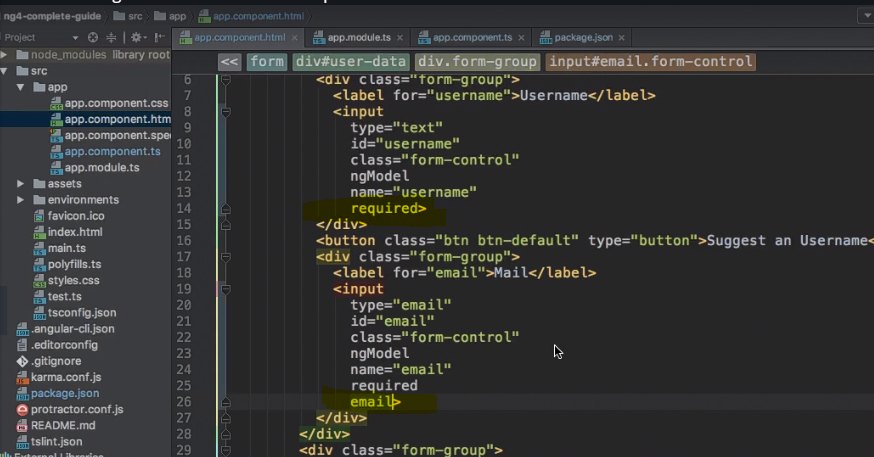 ng4-complete-guide src app app.component.html
Project
app.component.html app.module.ts app.component.ts package.json
<< form div#user-data div.form-group input#email.form-control
node_modules library root
src
app
app.component.css
app.component.htm
app.component.spe
app.component.ts
app.module.ts
assets
environments
favicon.ico
index.html
main.ts
polyfills.ts
styles.css
test.ts
tsconfig.json
.angular-cli.json
.editorconfig
.gitignore
karma.conf.js
package.json
protractor.conf.js
README.md
tslint.json
External Libraries
6 <div class="form-group">
7 <label for="username">Username</label>
8 <input
9 type="text"
10 id="username"
11 class="form-control"
12 ngModel
13 name="username"
14 required>
15 </div>
16 <button class="btn btn-default" type="button">Suggest an Username<
17 <div class="form-group">
18 <label for="email">Mail</label>
19 <input
20 type="email"
21 id="email"
22 class="form-control"
23 ngModel
24 name="email"
25 required
26 email>
27 </div>
28 </div>
29 <div class="form-group">